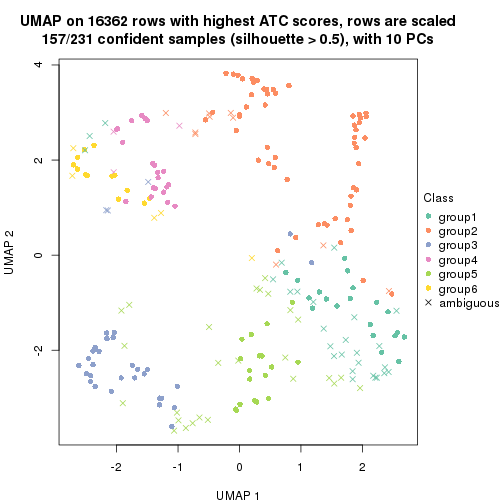 UMAP on 16362 rows with highest ATC scores, rows are scaled
157/231 confident samples (silhouette > 0.5), with 10 PCs
4
2
0
-2
UMAP 2
-2
-1
0
1
2
UMAP 1
Class
group1
group2
group3
group4
group5
group6
ambiguous